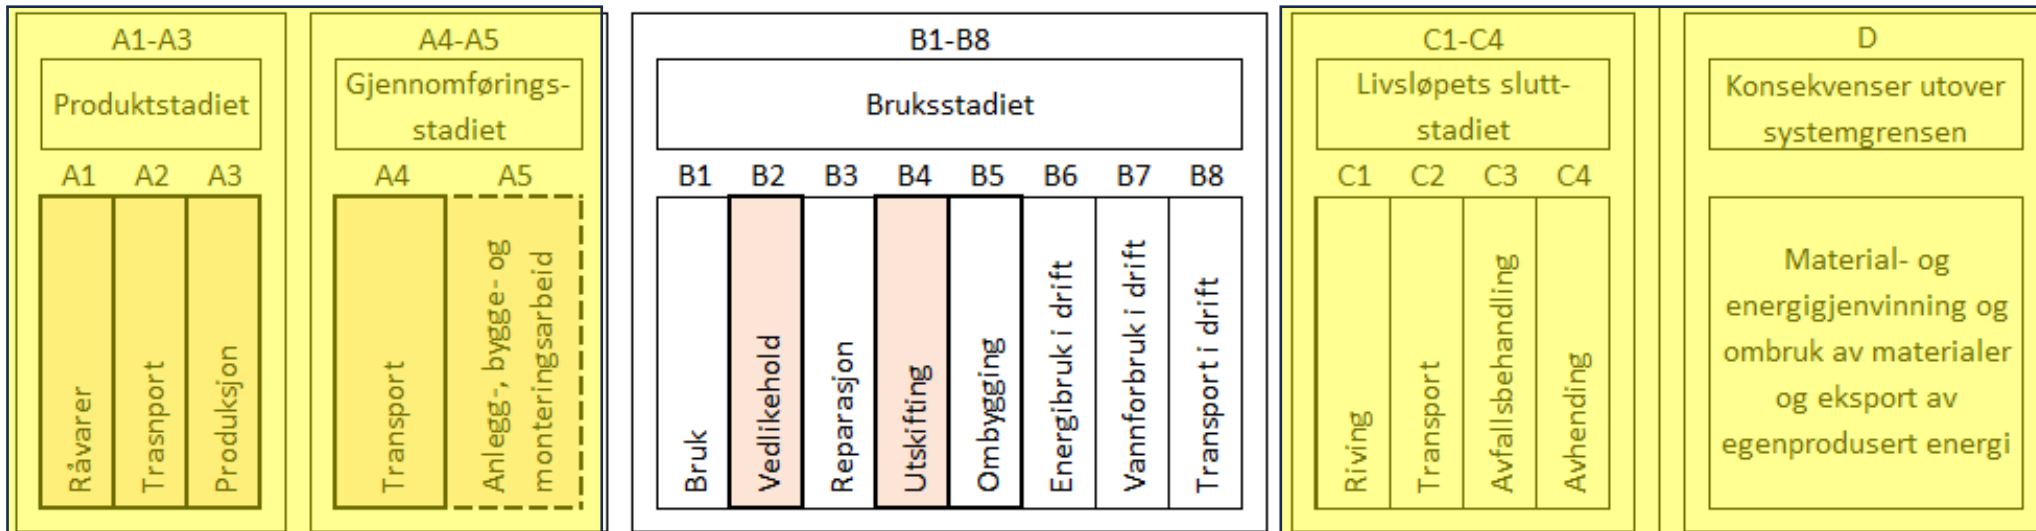 A1-A3
Produktstadiet
A1 A2 A3
Råvarer
Trasnport
Produksjon
A4-A5
Gjennomførings-
stadiet
A4 A5
Transport
Anlegg-, bygge- og
monteringsarbeid
B1-B8
Bruksstadiet
B1 B2 B3 B4 B5 B6 B7 B8
Bruk
Vedlikehold
Reparasjon
Utskifting
Ombygging
Energibruk i drift
Vannforbruk i drift
Transport i drift
C1-C4
Livsløpets slutt-
stadiet
C1 C2 C3 C4
Riving
Transport
Avfallsbehandling
Avhending
D
Konsekvenser utover
systemgrensen
Material- og
energigjenvinning og
ombruk av materialer
og eksport av
egenprodusert energi